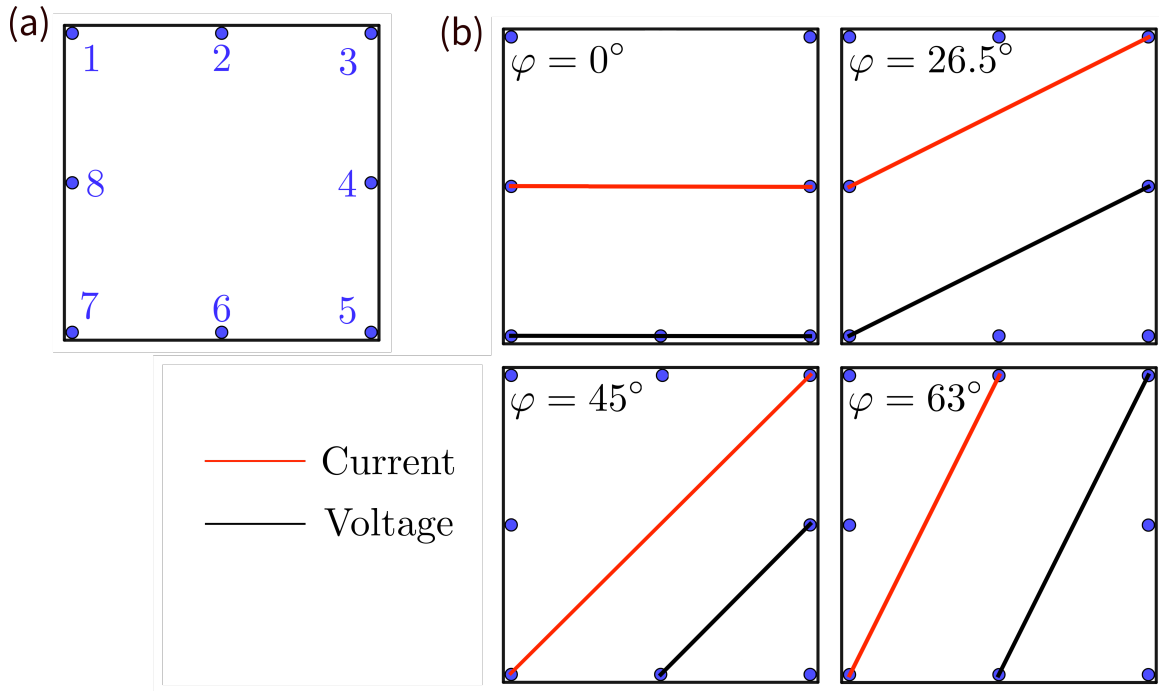 (a)
1 2 3
8 4
7 6 5
(b)
φ = 0°
φ = 26.5°
φ = 45°
φ = 63°
Current
Voltage